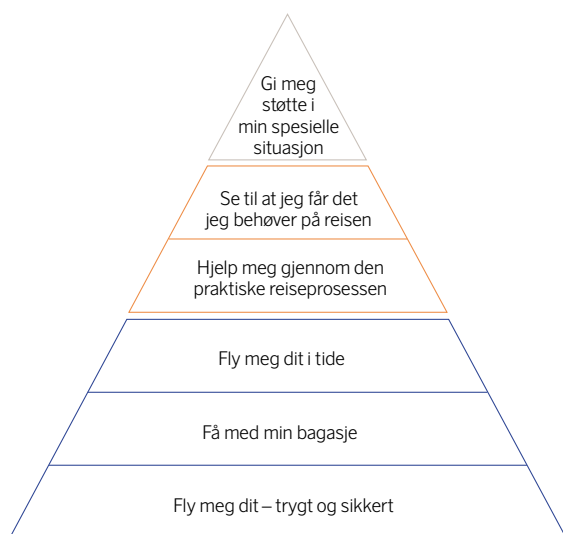 Gi meg
støtte i
min spesielle
situasjon
Se til at jeg får det
jeg behøver på reisen
Hjelp meg gjennom den
praktiske reiseprosessen
Fly meg dit i tide
Få med min bagasje
Fly meg dit – trygt og sikkert